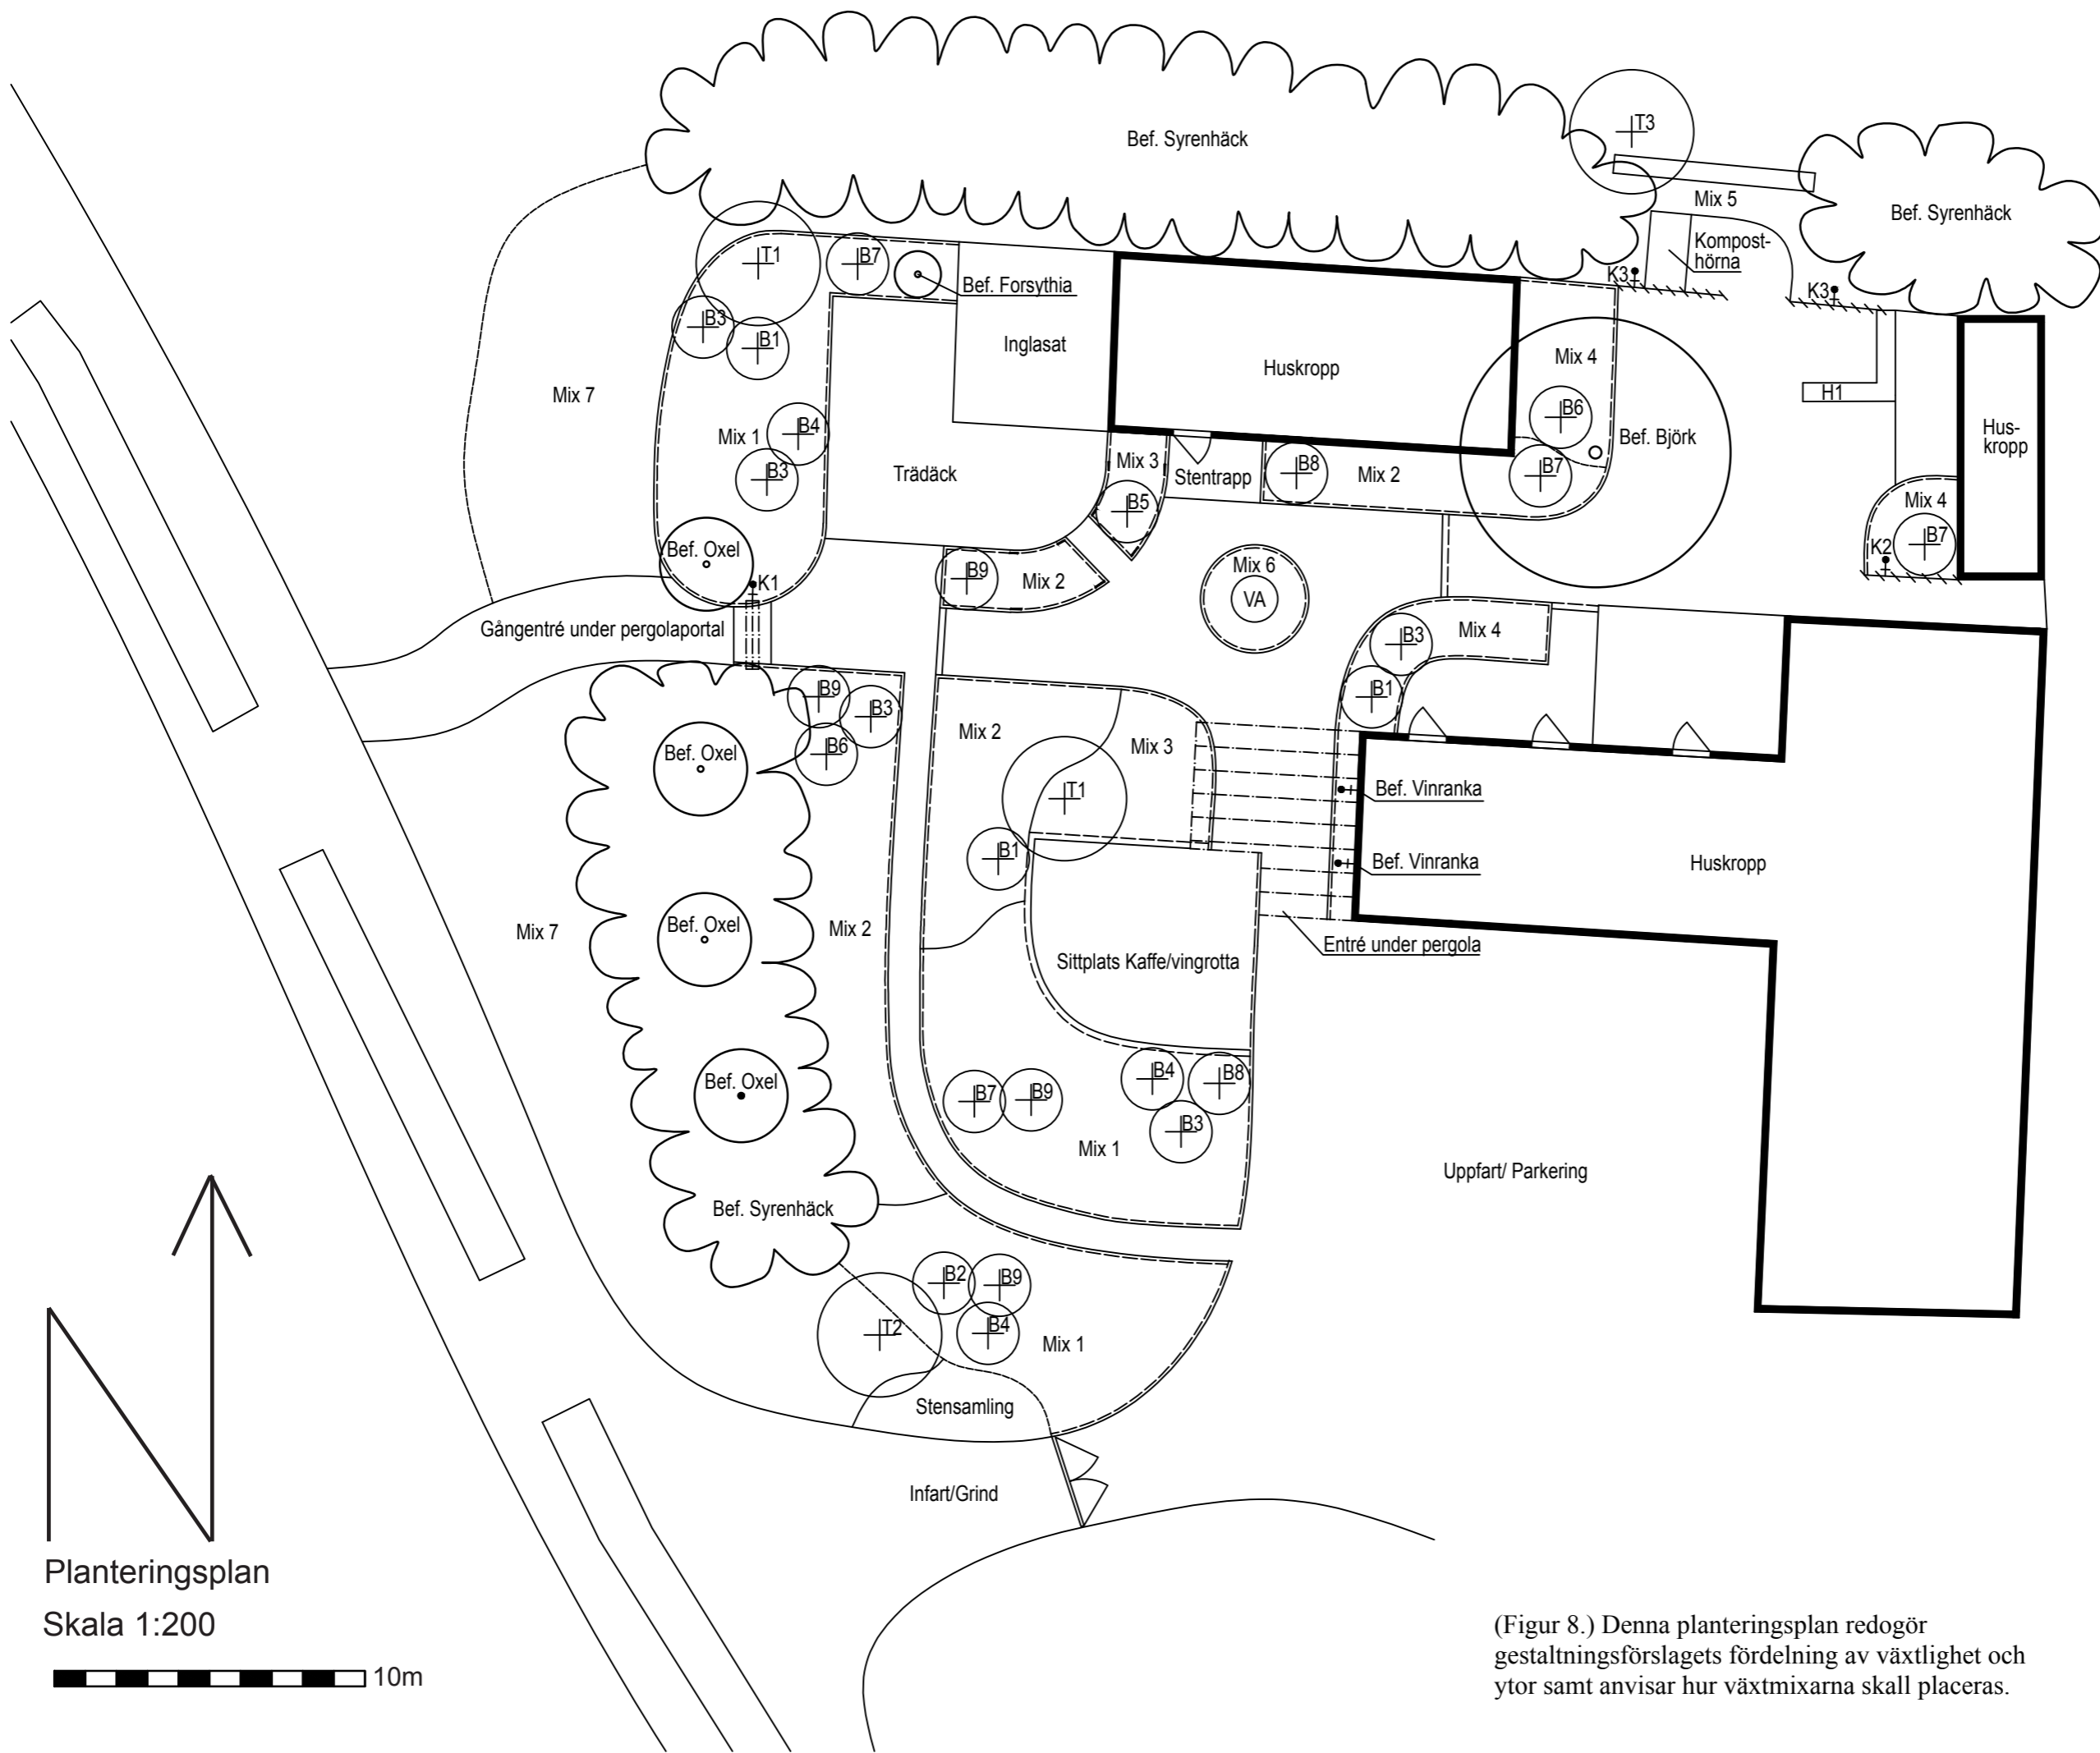 Bef. Syrenhäck
T3
Mix 5
Bef. Syrenhäck
Kompost-
hörna
K3
K3
T1
B7
Bef. Forsythia
B3
B1
Inglasat
Huskropp
Mix 4
Mix 7
H1
B6
B4
Mix 1
Bef. Björk
Hus-
kropp
B3
Trädäck
Mix 3
Stentrapp
B8
Mix 2
B7
B5
Mix 4
Bef. Oxel
K2
B7
K1
B9
Mix 2
Mix 6
VA
Gångentré under pergolaportal
B3
Mix 4
B9
B3
B1
B6
Bef. Oxel
Mix 2
Mix 3
T1
Bef. Vinranka
B1
Bef. Vinranka
Huskropp
Mix 7
Bef. Oxel
Mix 2
Entré under pergola
Sittplats Kaffe/vingrotta
Bef. Oxel
B7
B9
B4
B8
B3
Mix 1
Uppfart/ Parkering
Bef. Syrenhäck
B2
B9
T2
B4
Mix 1
Stensamling
Infart/Grind
Planteringsplan
Skala 1:200
10m
(Figur 8.) Denna planteringsplan redogör
gestaltningsförslagets fördelning av växtlighet och
ytor samt anvisar hur växtmixarna skall placeras.